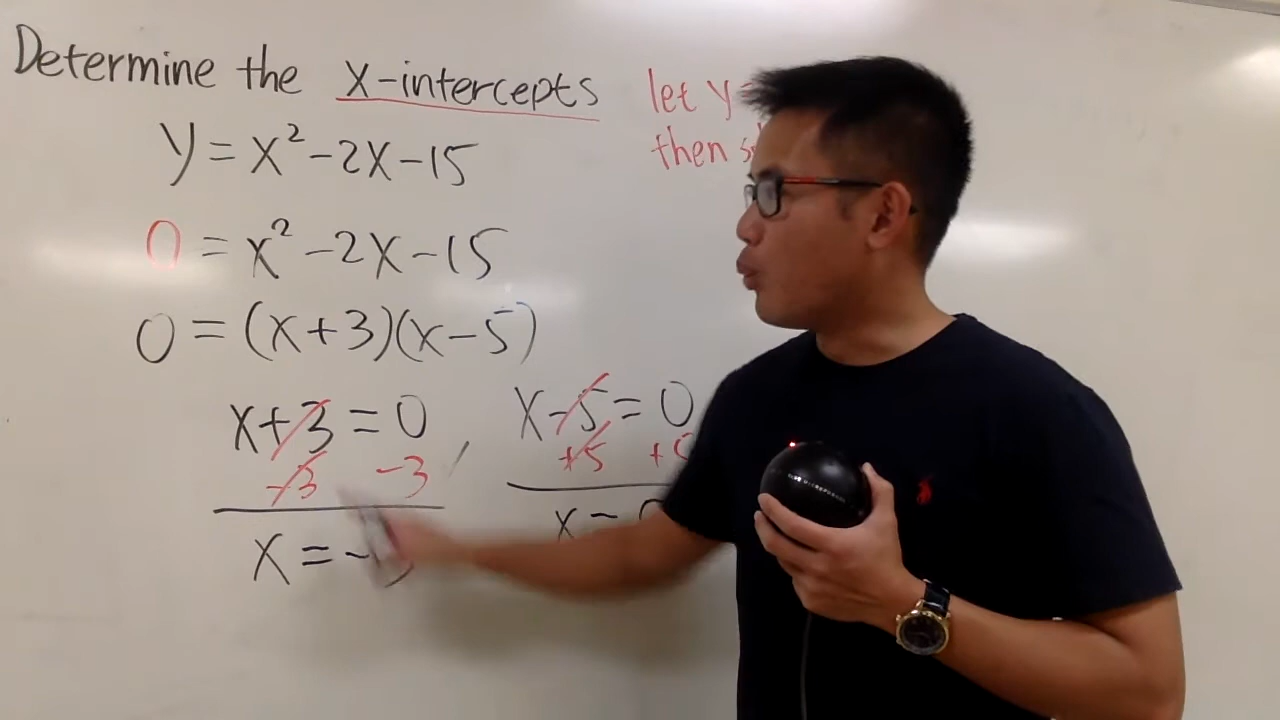 Determine the x-intercepts
let y
then
y = x² - 2x - 15
0 = x² - 2x - 15
0 = (x+3)(x-5)
x+3 = 0 , x-5 = 0
-3 -3 +5 +
x = - x =